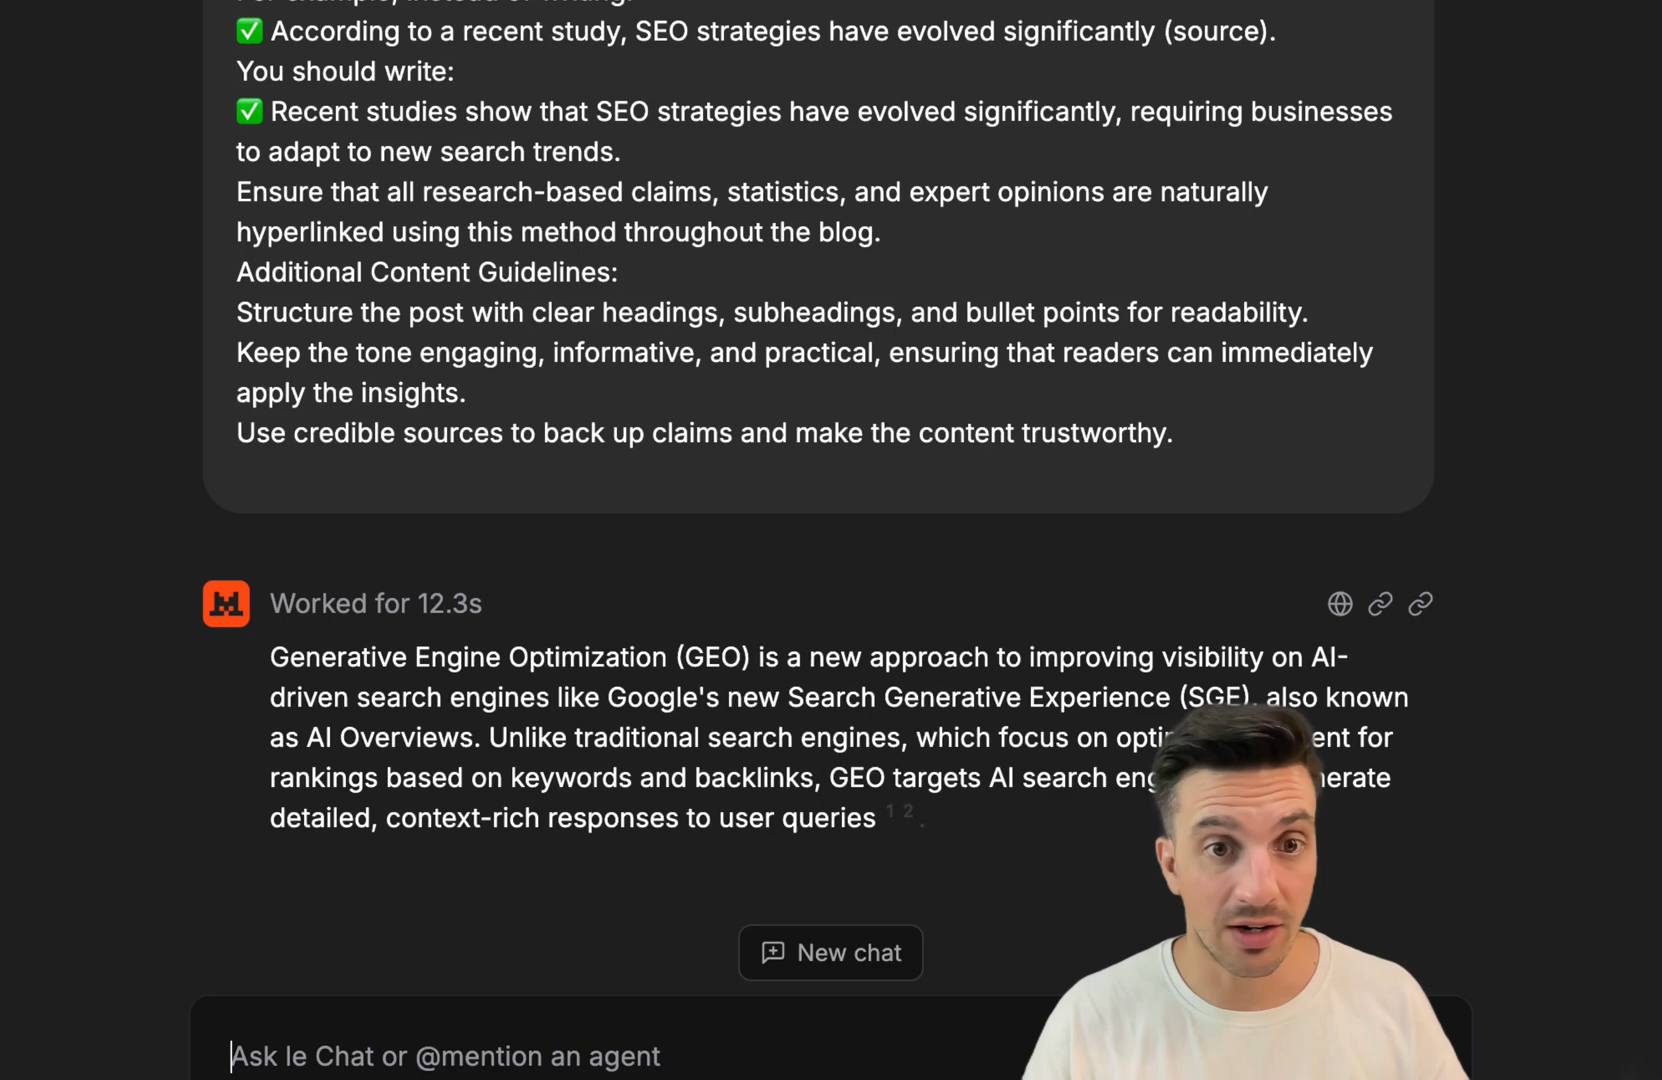 ✅ According to a recent study, SEO strategies have evolved significantly (source).
You should write:
✅ Recent studies show that SEO strategies have evolved significantly, requiring businesses
to adapt to new search trends.
Ensure that all research-based claims, statistics, and expert opinions are naturally
hyperlinked using this method throughout the blog.
Additional Content Guidelines:
Structure the post with clear headings, subheadings, and bullet points for readability.
Keep the tone engaging, informative, and practical, ensuring that readers can immediately
apply the insights.
Use credible sources to back up claims and make the content trustworthy.
Worked for 12.3s
Generative Engine Optimization (GEO) is a new approach to improving visibility on AI-
driven search engines like Google's new Search Generative Experience (SGE), also known
as AI Overviews. Unlike traditional search engines, which focus on for
rankings based on keywords and backlinks, GEO targets AI search
detailed, context-rich responses to user queries 1 2 .
New chat
Ask le Chat or @mention an agent